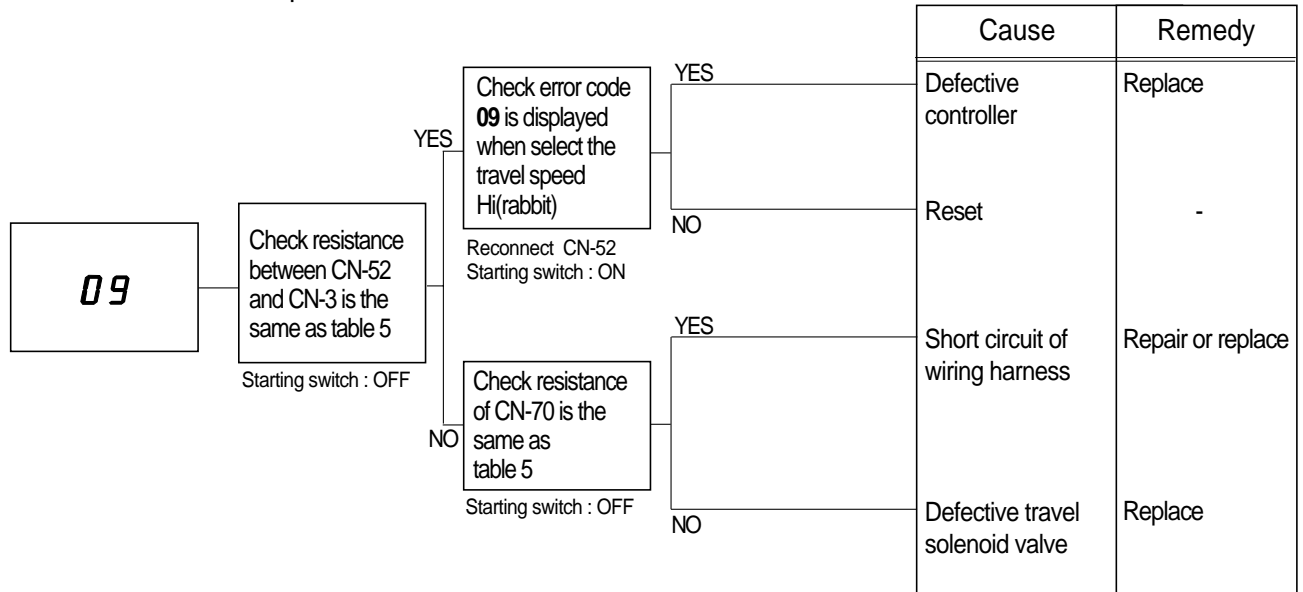 Cause
Remedy
09
Check resistance
between CN-52
and CN-3 is the
same as table 5
Starting switch : OFF
YES
Check error code
09 is displayed
when select the
travel speed
Hi(rabbit)
Reconnect CN-52
Starting switch : ON
YES
Defective
controller
Replace
NO
Reset
-
NO
Check resistance
of CN-70 is the
same as
table 5
Starting switch : OFF
YES
Short circuit of
wiring harness
Repair or replace
NO
Defective travel
solenoid valve
Replace